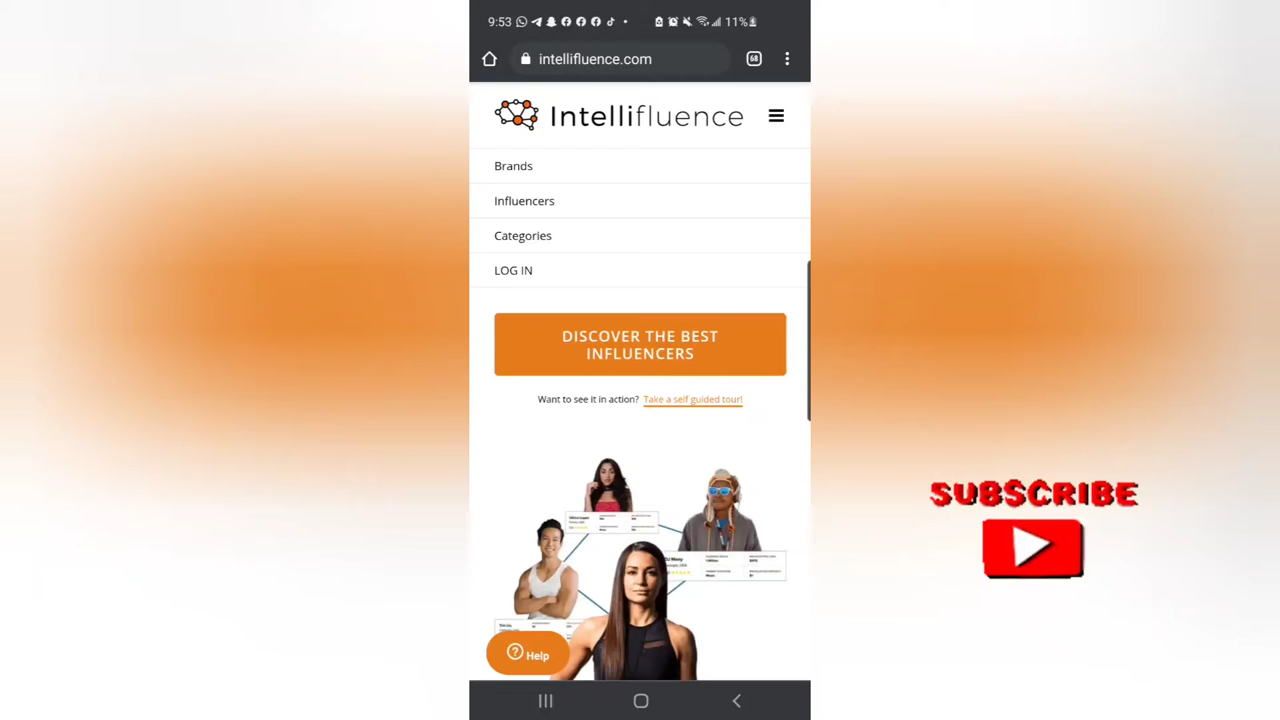 9:53
11%
intellifluence.com
68
Intellifluence
Brands
Influencers
Categories
LOG IN
DISCOVER THE BEST
INFLUENCERS
Want to see it in action? Take a self guided tour!
SUBSCRIBE
? Help